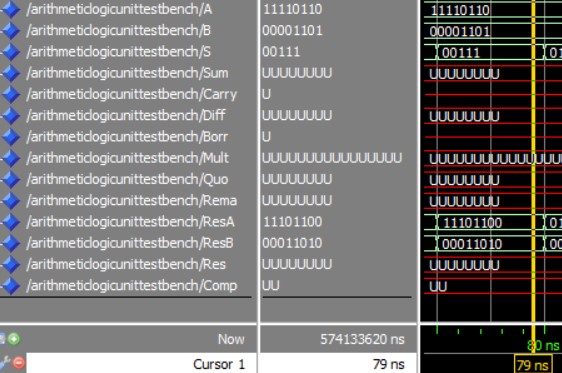 /arithmeticlogicunittestbench/A 11110110 11110110
/arithmeticlogicunittestbench/B 00001101 00001101
/arithmeticlogicunittestbench/S 00111 00111 01
/arithmeticlogicunittestbench/Sum UUUUUUUU UUUUUUUU
/arithmeticlogicunittestbench/Carry U
/arithmeticlogicunittestbench/Diff UUUUUUUU UUUUUUUU
/arithmeticlogicunittestbench/Borr U
/arithmeticlogicunittestbench/Mult UUUUUUUUUUUUUUUU UUUUUUUUUUUUUUUU
/arithmeticlogicunittestbench/Quo UUUUUUUU UUUUUUUU
/arithmeticlogicunittestbench/Rema UUUUUUUU UUUUUUUU
/arithmeticlogicunittestbench/ResA 11101100 11101100 01
/arithmeticlogicunittestbench/ResB 00011010 00011010 00
/arithmeticlogicunittestbench/Res UUUUUUUU UUUUUUUU
/arithmeticlogicunittestbench/Comp UU UU
Now 574133620 ns 80 ns
Cursor 1 79 ns 79 ns